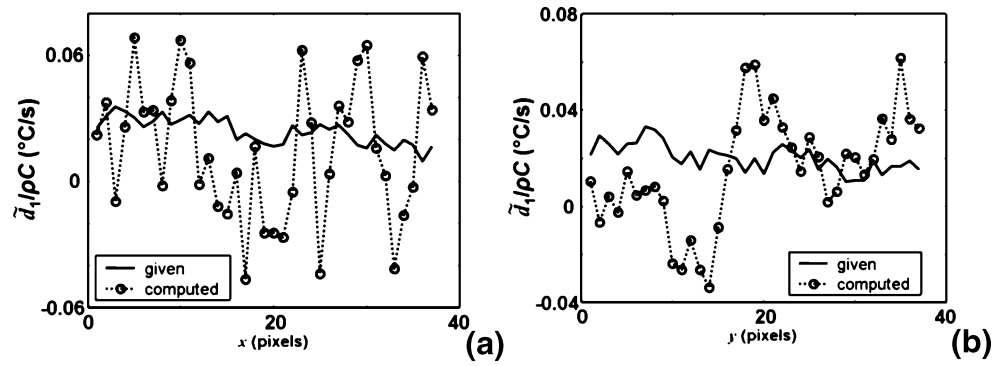 0.06
0
-0.06
d̃₁/ρC (°C/s)
given
computed
0 20 40
x (pixels)
(a)
0.08
0.04
0
-0.04
d̃₁/ρC (°C/s)
given
computed
0 20 40
y (pixels)
(b)